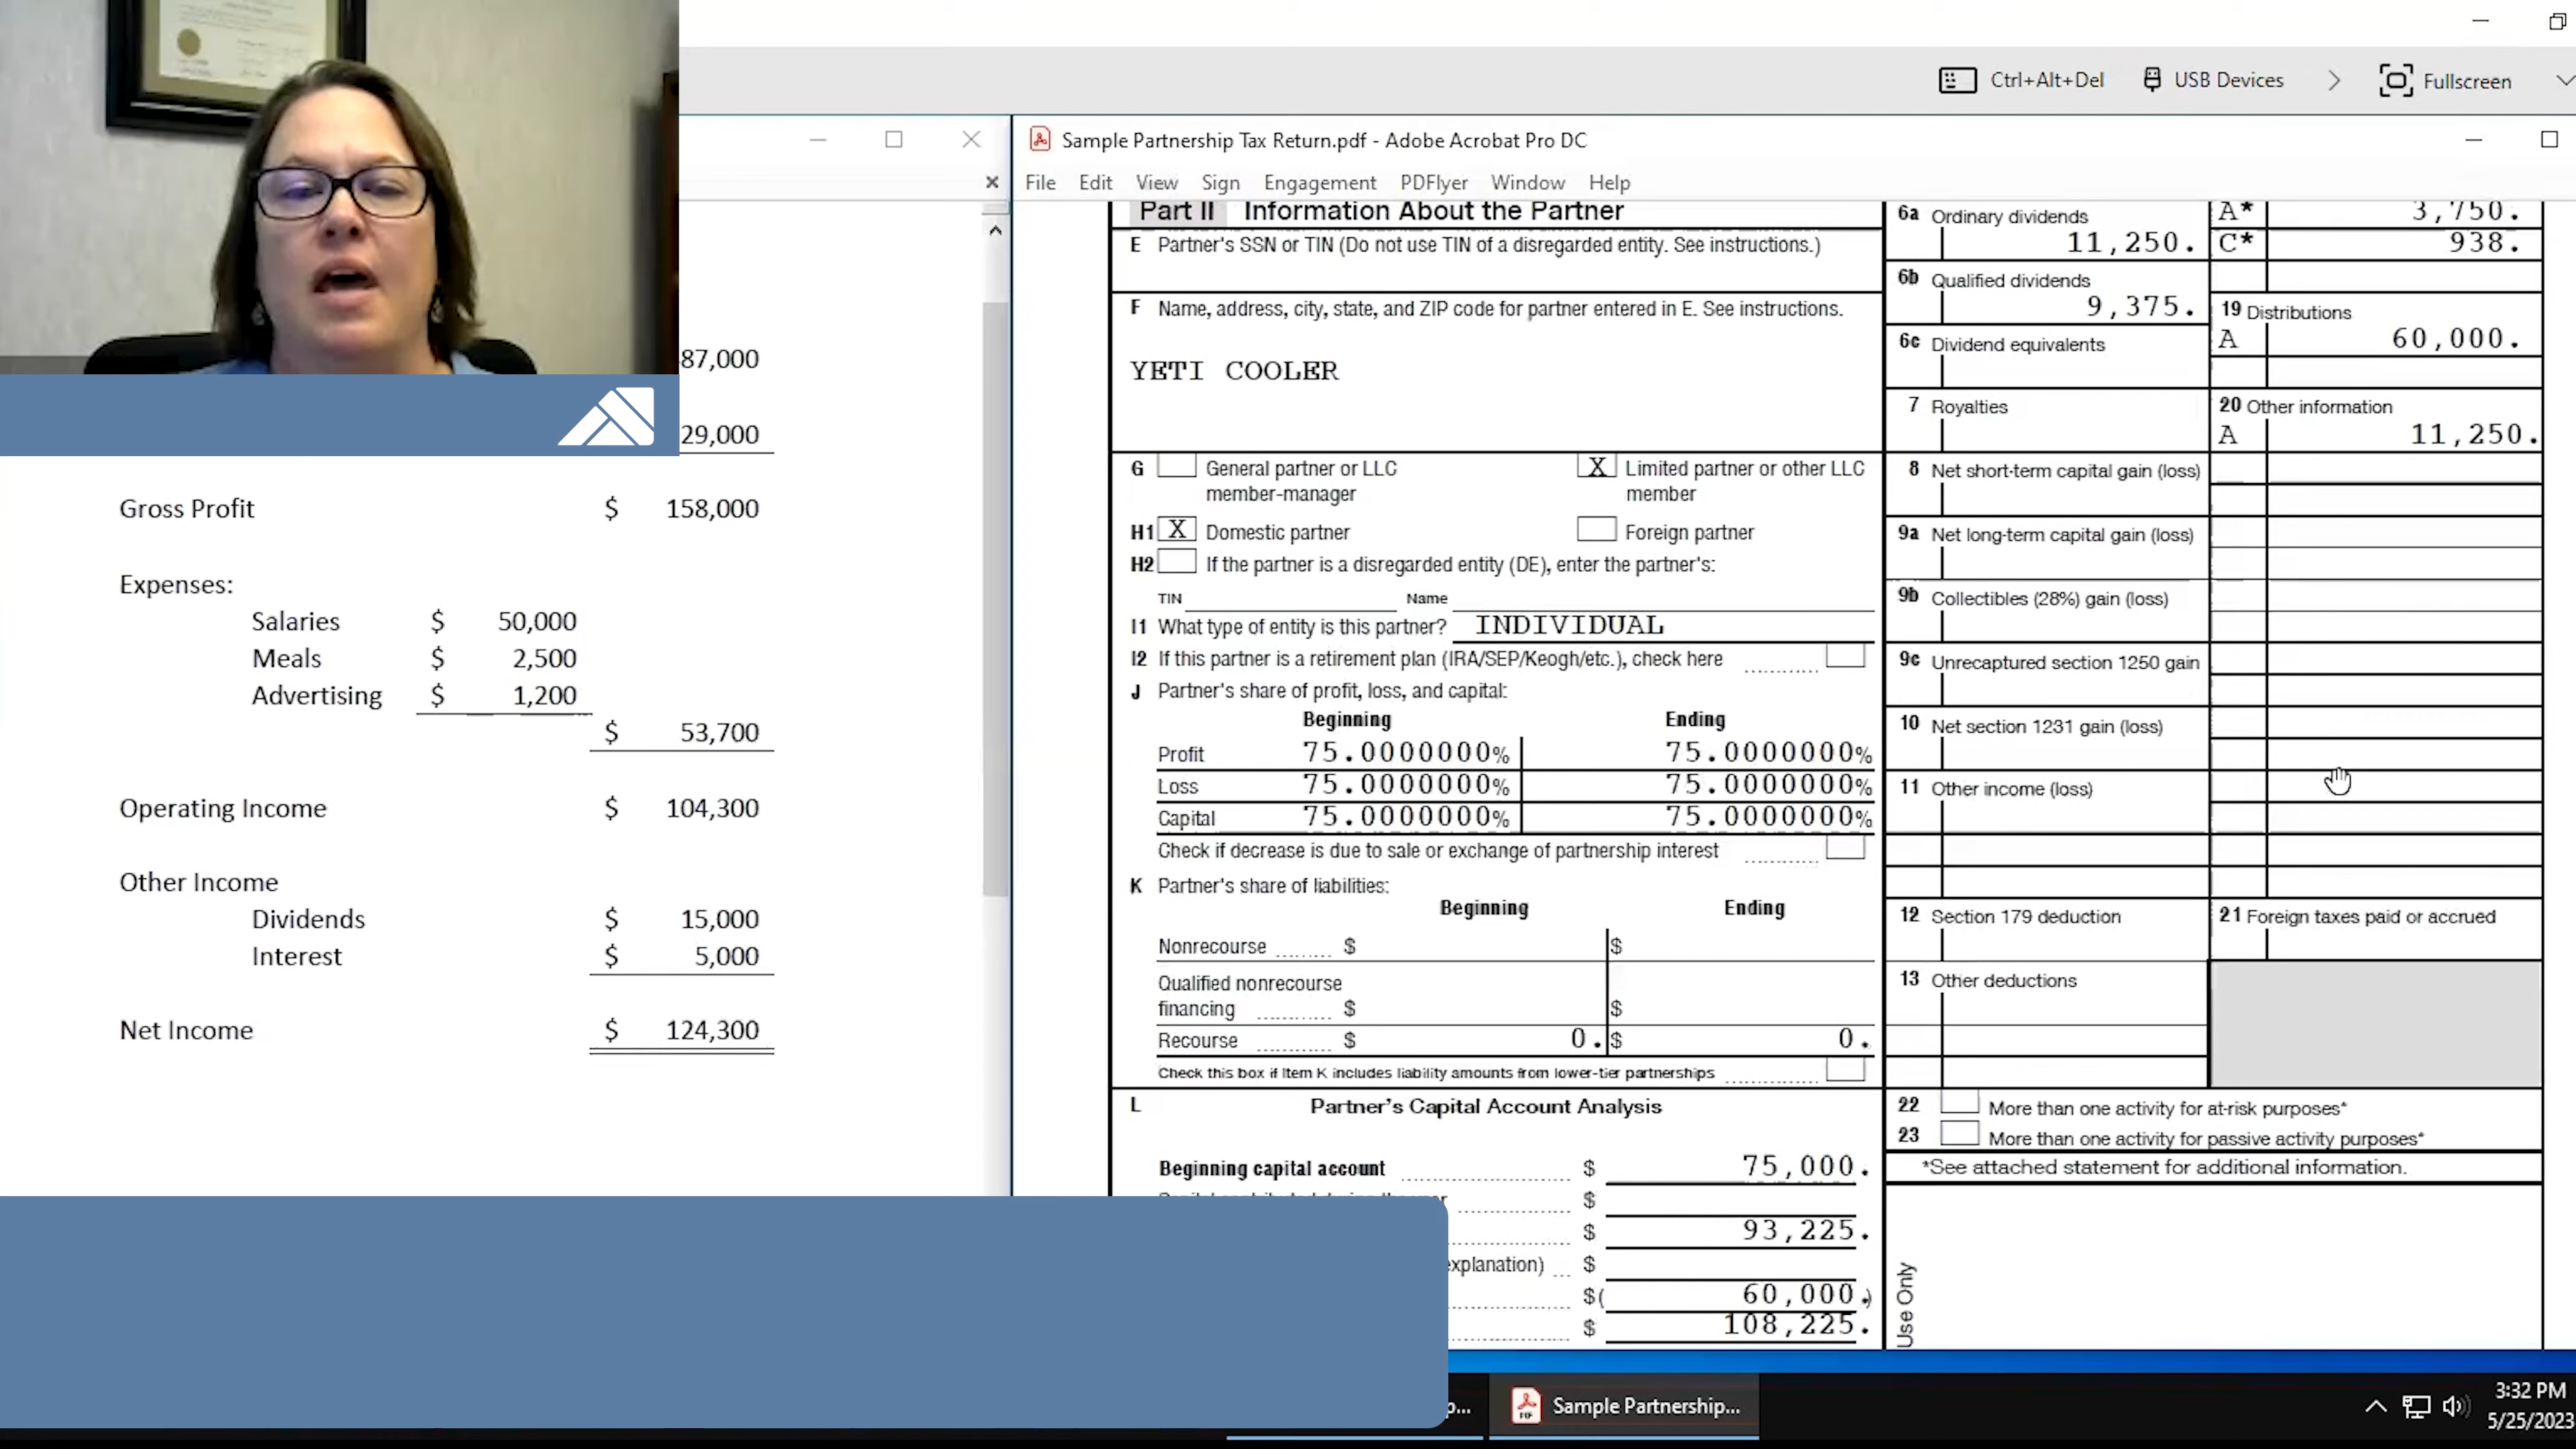 Ctrl+Alt+Del USB Devices Fullscreen
Sample Partnership Tax Return.pdf - Adobe Acrobat Pro DC
File Edit View Sign Engagement PDFlyer Window Help
87,000
29,000
Gross Profit $ 158,000
Expenses:
Salaries $ 50,000
Meals $ 2,500
Advertising $ 1,200
$ 53,700
Operating Income $ 104,300
Other Income
Dividends $ 15,000
Interest $ 5,000
Net Income $ 124,300
Part II Information About the Partner
E Partner's SSN or TIN (Do not use TIN of a disregarded entity. See instructions.)
F Name, address, city, state, and ZIP code for partner entered in E. See instructions.
YETI COOLER
G General partner or LLC member-manager X Limited partner or other LLC member
H1 X Domestic partner Foreign partner
H2 If the partner is a disregarded entity (DE), enter the partner's:
TIN Name
I1 What type of entity is this partner? INDIVIDUAL
I2 If this partner is a retirement plan (IRA/SEP/Keogh/etc.), check here
J Partner's share of profit, loss, and capital:
Beginning Ending
Profit 75.0000000% 75.0000000%
Loss 75.0000000% 75.0000000%
Capital 75.0000000% 75.0000000%
Check if decrease is due to sale or exchange of partnership interest
K Partner's share of liabilities:
Beginning Ending
Nonrecourse $ $
Qualified nonrecourse
financing $ $
Recourse $ 0. $ 0.
Check this box if Item K includes liability amounts from lower-tier partnerships
L Partner's Capital Account Analysis
Beginning capital account $ 75,000.
$
$ 93,225.
explanation) $
$( 60,000.)
$ 108,225.
6a Ordinary dividends
11,250.
6b Qualified dividends
9,375.
6c Dividend equivalents
7 Royalties
8 Net short-term capital gain (loss)
9a Net long-term capital gain (loss)
9b Collectibles (28%) gain (loss)
9c Unrecaptured section 1250 gain
10 Net section 1231 gain (loss)
11 Other income (loss)
12 Section 179 deduction
13 Other deductions
A* 3,750.
C* 938.
19 Distributions
A 60,000.
20 Other information
A 11,250.
21 Foreign taxes paid or accrued
22 More than one activity for at-risk purposes*
23 More than one activity for passive activity purposes*
*See attached statement for additional information.
Use Only
p...
Sample Partnership...
3:32 PM
5/25/2023